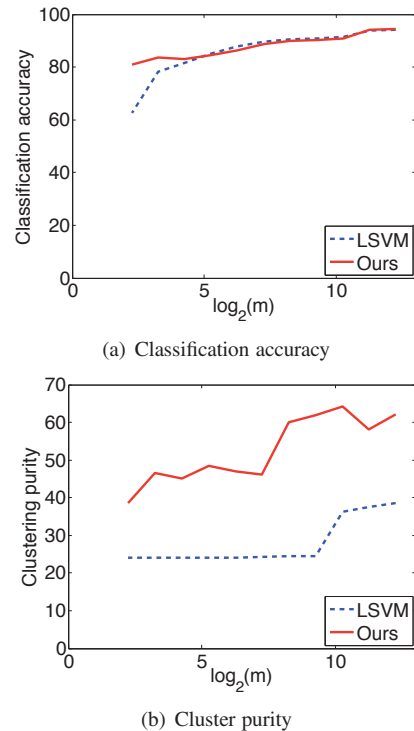 100
80
60
40
20
0
Classification accuracy
LSVM
Ours
0
5
10
log2(m)
(a) Classification accuracy
70
60
50
40
30
20
10
0
Clustering purity
LSVM
Ours
0
5
10
log2(m)
(b) Cluster purity